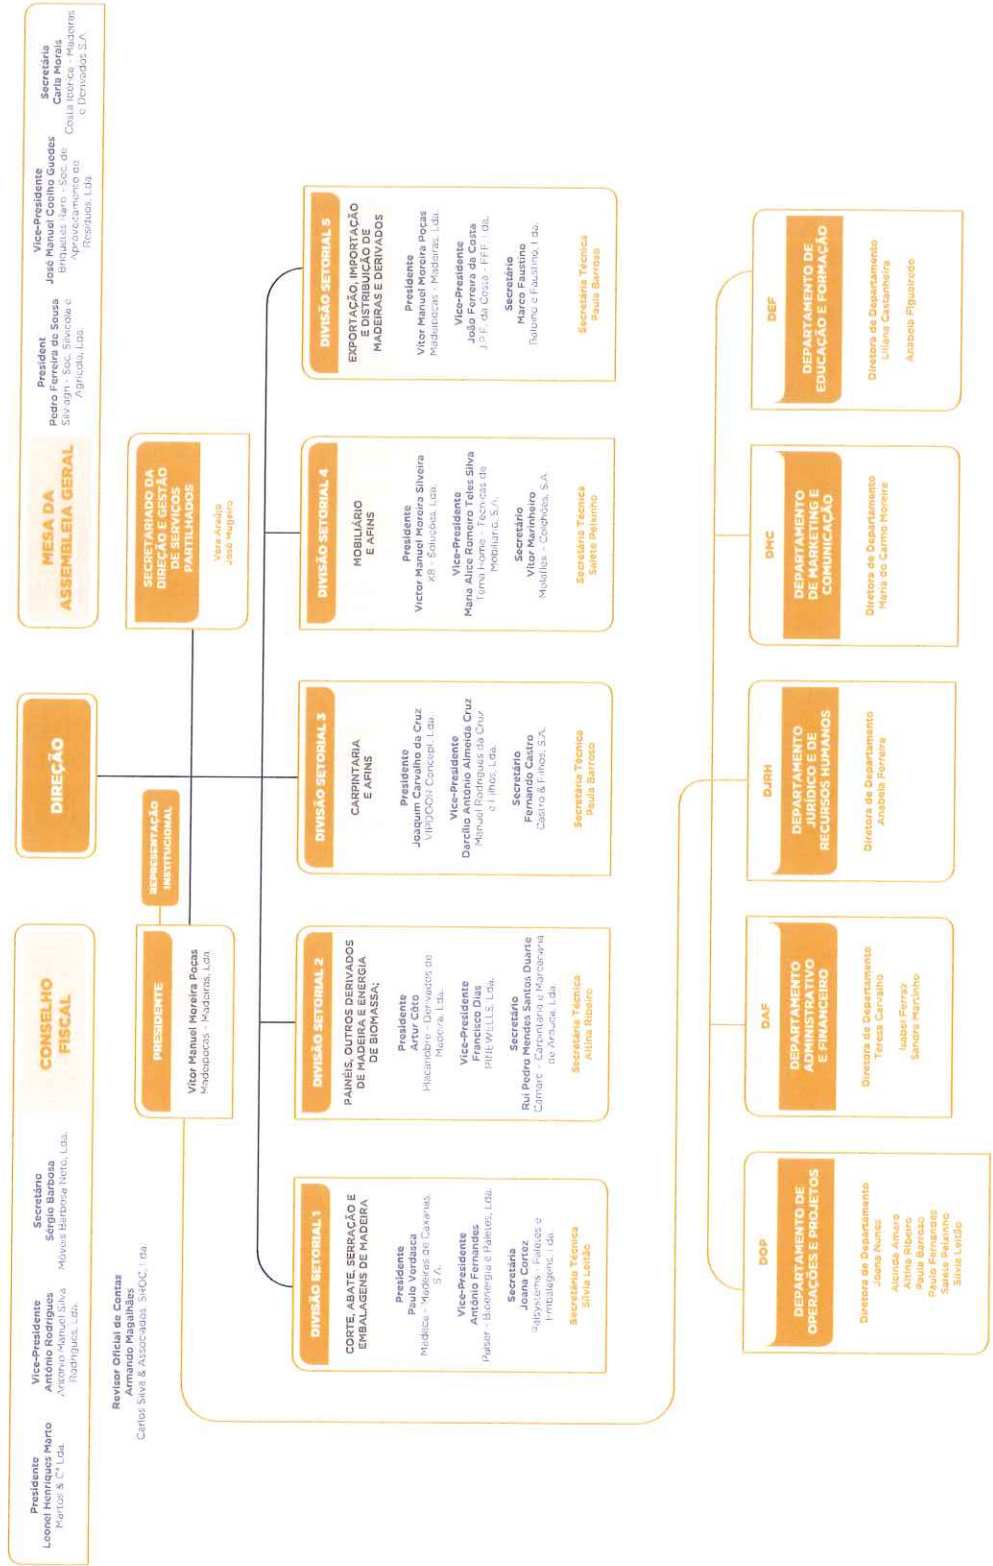 Presidente
Leonel Henriques Marto
Martos & Cª Lda.
Vice-Presidente
António Rodrigues
António Manuel Silva
Rodrigues, Lda.
Secretário
Sérgio Barbosa
Móveis Barbosa Neto, Lda.
CONSELHO
FISCAL
Revisor Oficial de Contas
Armando Magalhães
Carlos Silva & Associados, SROC, Lda.
DIREÇÃO
MESA DA
ASSEMBLEIA GERAL
President
Pedro Ferreira de Sousa
Silviagri - Soc. Silvícola e
Agrícola, Lda.
Vice-Presidente
José Manuel Coelho Guedes
Briquetes Raro - Soc. de
Aproveitamento de
Resíduos, Lda.
Secretária
Carla Morais
Costa Ibérica - Madeiras
e Derivados S.A.
PRESIDENTE
Vítor Manuel Moreira Poças
Madeipoças - Madeiras, Lda.
REPRESENTAÇÃO
INSTITUCIONAL
SECRETARIADO DA
DIREÇÃO E GESTÃO
DE SERVIÇOS
PARTILHADOS
Vera Araújo
José Mugeiro
DIVISÃO SETORIAL 1
CORTE, ABATE, SERRAÇÃO E
EMBALAGENS DE MADEIRA
Presidente
Paulo Verdasca
Madeca - Madeiras de Caxarias,
S.A.
Vice-Presidente
António Fernandes
Palser - Bioenergia e Paletes, Lda.
Secretária
Joana Cortez
Palsystems - Paletes e
Embalagens, Lda.
Secretária Técnica
Sílvia Leitão
DIVISÃO SETORIAL 2
PAINÉIS, OUTROS DERIVADOS
DE MADEIRA E ENERGIA
DE BIOMASSA;
Presidente
Artur Côto
Placanobre - Derivados de
Madeira, Lda.
Vice-Presidente
Francisco Dias
PINEWELLS, Lda.
Secretário
Rui Pedro Mendes Santos Duarte
Camarc - Carpintaria e Marcenaria
de Arouca, Lda.
Secretária Técnica
Altina Ribeiro
DIVISÃO SETORIAL 3
CARPINTARIA
E AFINS
Presidente
Joaquim Carvalho da Cruz
VIPDOOR Concept, Lda.
Vice-Presidente
Darcílio António Almeida Cruz
Manuel Rodrigues da Cruz
e Filhos, Lda.
Secretário
Fernando Castro
Castro & Filhos, S.A.
Secretária Técnica
Paula Barroso
DIVISÃO SETORIAL 4
MOBILIÁRIO
E AFINS
Presidente
Victor Manuel Moreira Silveira
X8 - Soluções, Lda.
Vice-Presidente
Maria Alice Romeiro Teles Silva
Tema Home - Técnicas de
Mobiliário, S.A.
Secretário
Vítor Marinheiro
Molaflex - Colchões, S.A.
Secretária Técnica
Salete Peixinho
DIVISÃO SETORIAL 5
EXPORTAÇÃO, IMPORTAÇÃO
E DISTRIBUIÇÃO DE
MADEIRAS E DERIVADOS
Presidente
Vítor Manuel Moreira Poças
Madeipoças - Madeiras, Lda.
Vice-Presidente
João Ferreira da Costa
J.P.F. da Costa - FFF Lda.
Secretário
Marco Faustino
e Faustino, Lda.
Secretária Técnica
Paula Barroso
DOP
DEPARTAMENTO DE
OPERAÇÕES E PROJETOS
Diretora de Departamento
Joana Nunes
Alcinda Amaro
Altina Ribeiro
Paula Barroso
Paulo Fernandes
Salete Peixinho
Sílvia Leitão
DAF
DEPARTAMENTO
ADMINISTRATIVO
E FINANCEIRO
Diretora de Departamento
Teresa Carvalho
Isabel Ferraz
Sandra Martinho
DJRH
DEPARTAMENTO
JURÍDICO E DE
RECURSOS HUMANOS
Diretora de Departamento
Anabela Ferreira
DMC
DEPARTAMENTO
DE MARKETING E
COMUNICAÇÃO
Diretora de Departamento
Maria do Carmo Moreira
DEF
DEPARTAMENTO DE
EDUCAÇÃO E FORMAÇÃO
Diretora de Departamento
Liliana Castanheira
Anabela Figueiredo